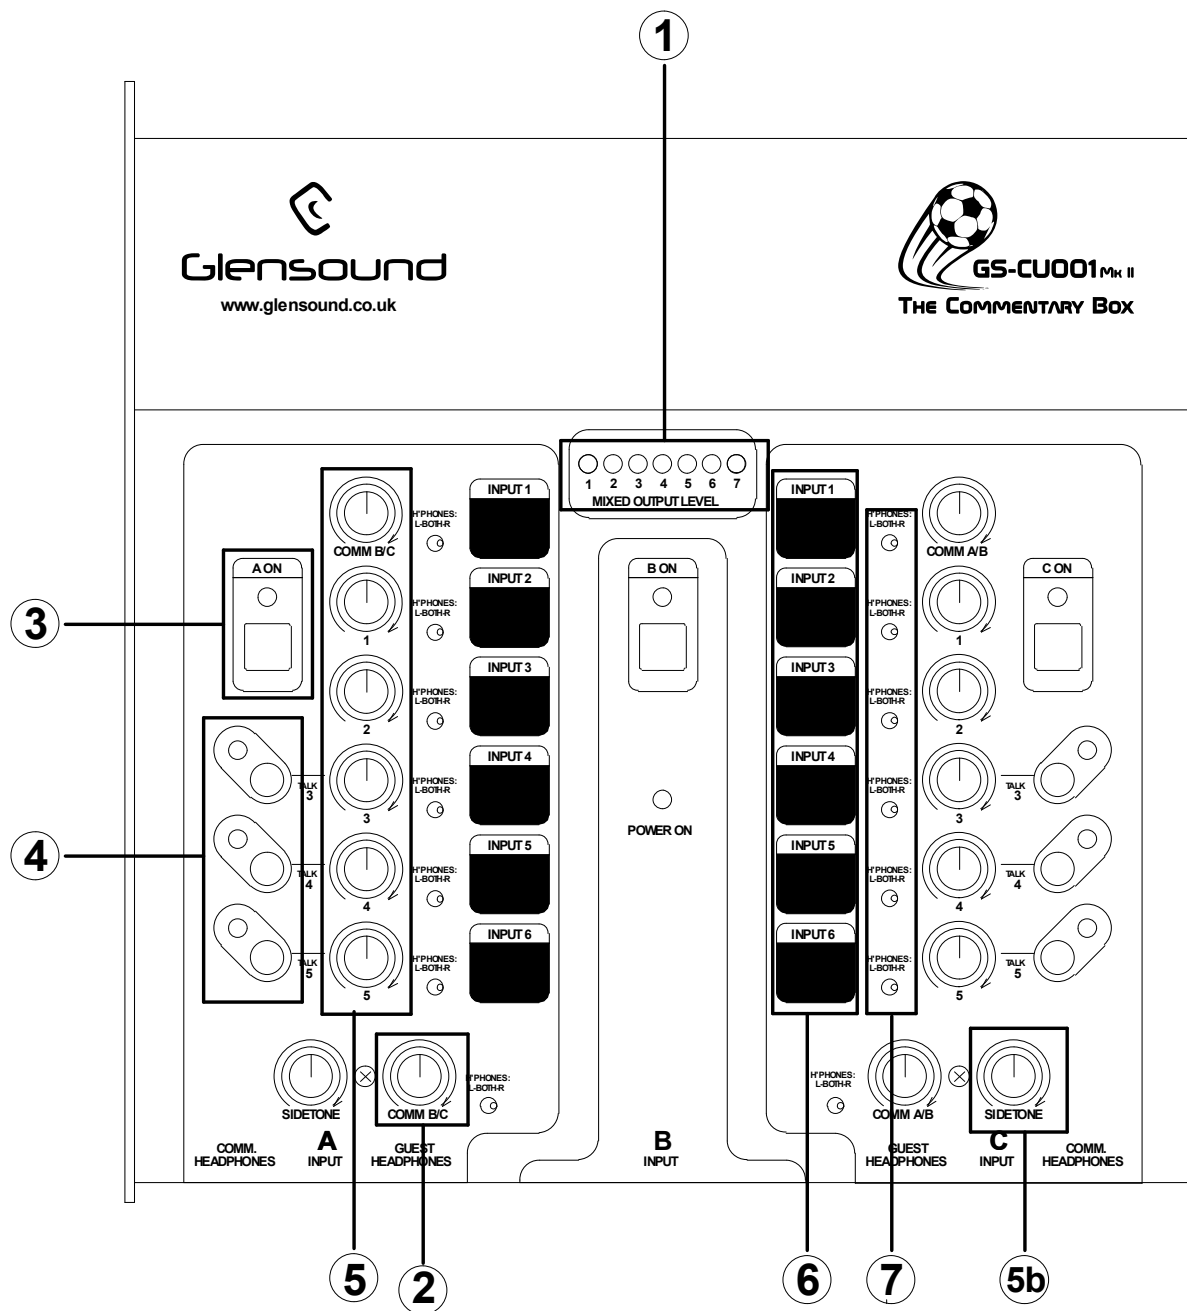 1
Glensound
www.glensound.co.uk
GS-CU001 Mk II
The Commentary Box
1 2 3 4 5 6 7
MIXED OUTPUT LEVEL
COMM B/C
H'PHONES:
L-BOTH-R
INPUT 1
INPUT 1
H'PHONES:
L-BOTH-R
COMM A/B
A ON
1
H'PHONES:
L-BOTH-R
INPUT 2
B ON
INPUT 2
H'PHONES:
L-BOTH-R
1
C ON
3
2
H'PHONES:
L-BOTH-R
INPUT 3
INPUT 3
H'PHONES:
L-BOTH-R
2
TALK
3
3
H'PHONES:
L-BOTH-R
INPUT 4
POWER ON
INPUT 4
H'PHONES:
L-BOTH-R
3
TALK
3
4
TALK
4
4
H'PHONES:
L-BOTH-R
INPUT 5
INPUT 5
H'PHONES:
L-BOTH-R
4
TALK
4
TALK
5
5
H'PHONES:
L-BOTH-R
INPUT 6
INPUT 6
H'PHONES:
L-BOTH-R
5
TALK
5
SIDETONE
COMM B/C
H'PHONES:
L-BOTH-R
H'PHONES:
L-BOTH-R
COMM A/B
SIDETONE
COMM.
HEADPHONES
A
INPUT
GUEST
HEADPHONES
B
INPUT
GUEST
HEADPHONES
C
INPUT
COMM.
HEADPHONES
5
2
6
7
5b